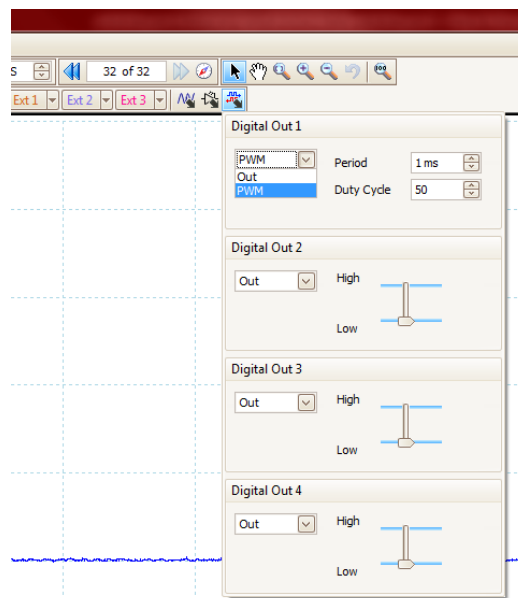 S 32 of 32
Ext 1 Ext 2 Ext 3
Digital Out 1
PWM Period 1 ms
Out
PWM Duty Cycle 50
Digital Out 2
Out High
Low
Digital Out 3
Out High
Low
Digital Out 4
Out High
Low